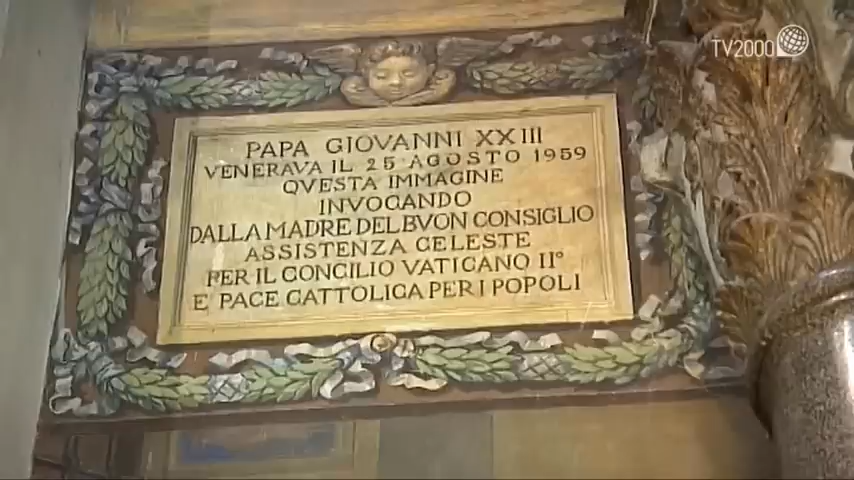 TV2000
PAPA GIOVANNI XXIII
VENERAVA IL 25 AGOSTO 1959
QUESTA IMMAGINE
INVOCANDO
DALLA MADRE DEL BVON CONSIGLIO
ASSISTENZA CELESTE
PER IL CONCILIO VATICANO II°
E' PACE CATTOLICA PER I POPOLI